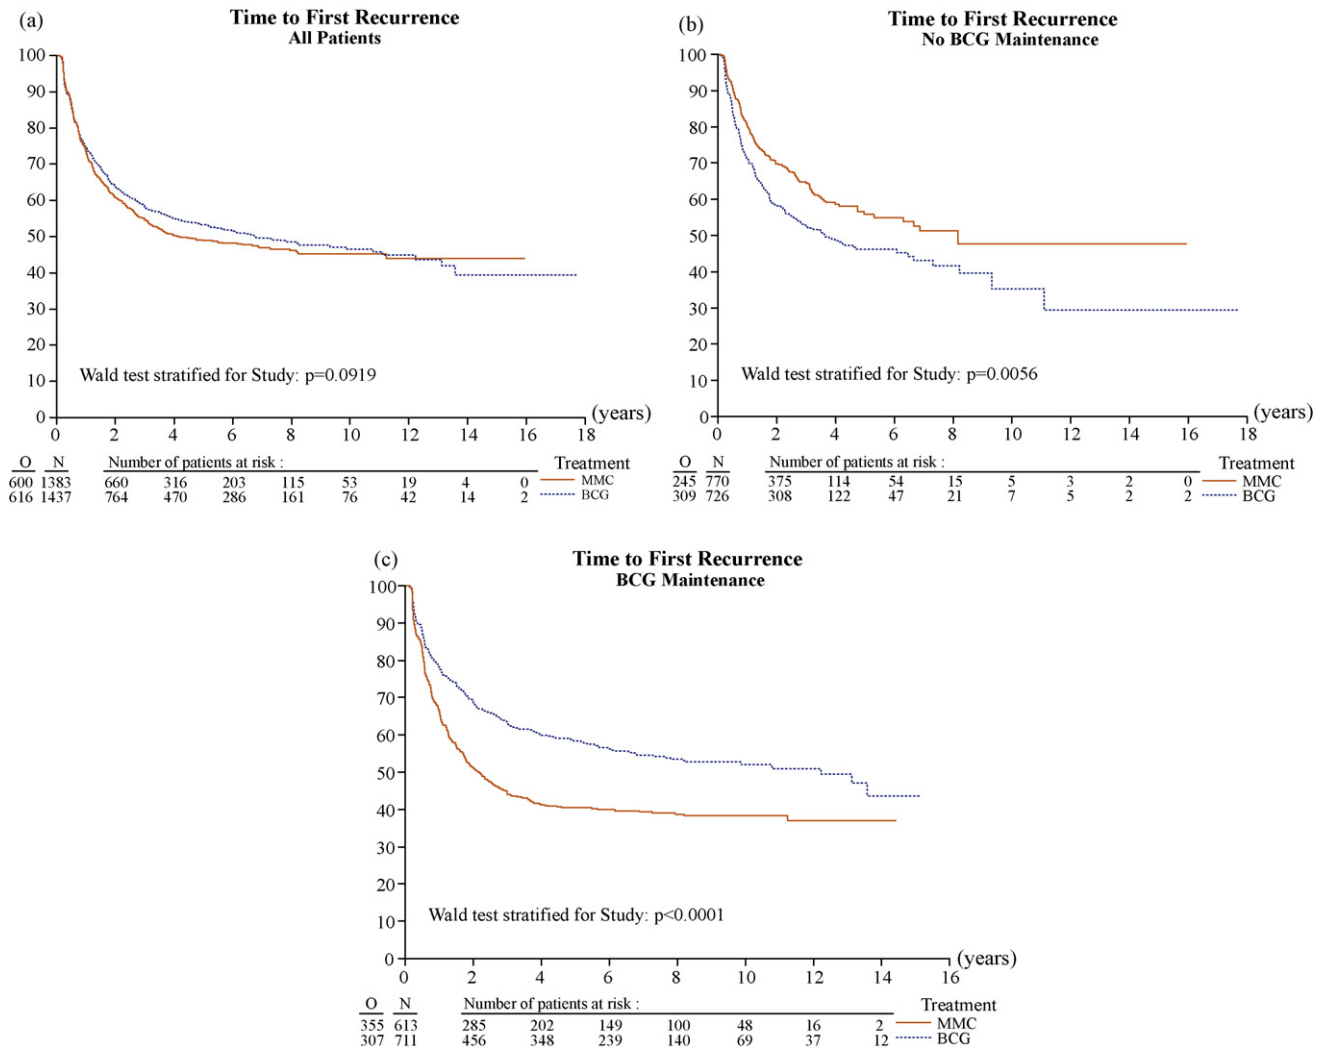 (a)
Time to First Recurrence
All Patients
100
90
80
70
60
50
40
30
20
10
0
Wald test stratified for Study: p=0.0919
(years)
0 2 4 6 8 10 12 14 16 18
O N Number of patients at risk : Treatment
600 1383 660 316 203 115 53 19 4 0 MMC
616 1437 764 470 286 161 76 42 14 2 BCG
(b)
Time to First Recurrence
No BCG Maintenance
100
90
80
70
60
50
40
30
20
10
0
Wald test stratified for Study: p=0.0056
(years)
0 2 4 6 8 10 12 14 16 18
O N Number of patients at risk : Treatment
245 770 375 114 54 15 5 3 2 0 MMC
309 726 308 122 47 21 7 5 2 2 BCG
(c)
Time to First Recurrence
BCG Maintenance
100
90
80
70
60
50
40
30
20
10
0
Wald test stratified for Study: p<0.0001
(years)
0 2 4 6 8 10 12 14 16
O N Number of patients at risk : Treatment
355 613 285 202 149 100 48 16 2 MMC
307 711 456 348 239 140 69 37 12 BCG